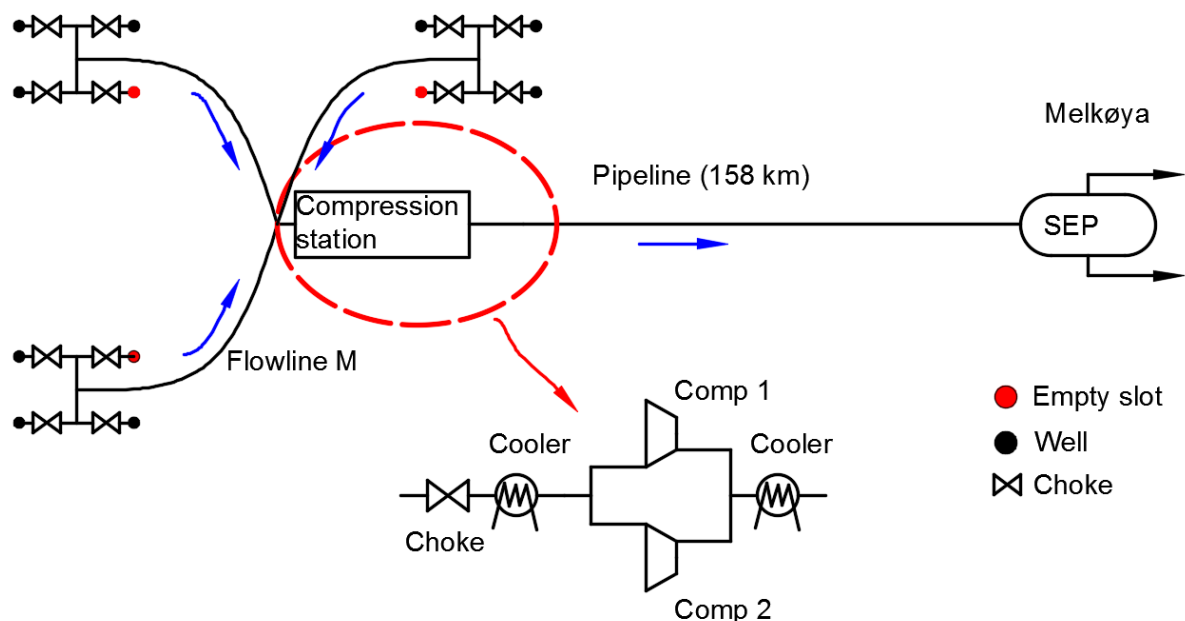 Melkøya
Pipeline (158 km)
Compression
station
SEP
Flowline M
Comp 1
Cooler
Cooler
Choke
Comp 2
Empty slot
Well
Choke